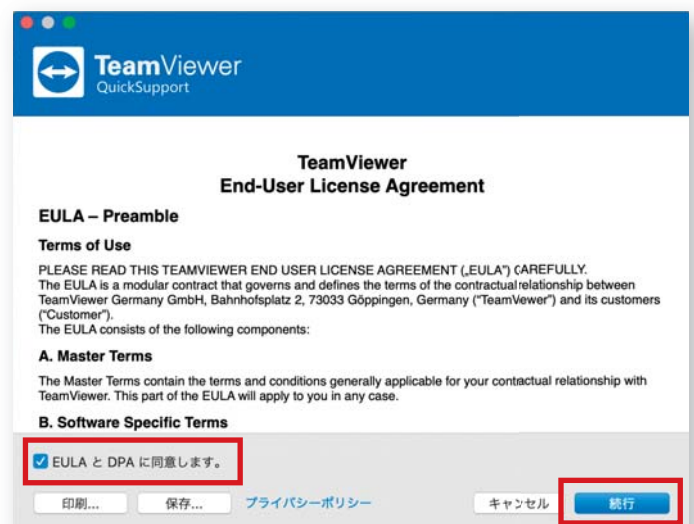 TeamViewer
QuickSupport
TeamViewer
End-User License Agreement
EULA – Preamble
Terms of Use
PLEASE READ THIS TEAMVIEWER END USER LICENSE AGREEMENT („EULA") CAREFULLY.
The EULA is a modular contract that governs and defines the terms of the contractual relationship between
TeamViewer Germany GmbH, Bahnhofsplatz 2, 73033 Göppingen, Germany ("TeamVewer") and its customers
("Customer").
The EULA consists of the following components:
A. Master Terms
The Master Terms contain the terms and conditions generally applicable for your contractual relationship with
TeamViewer. This part of the EULA will apply to you in any case.
B. Software Specific Terms
EULA と DPA に同意します。
印刷... 保存... プライバシーポリシー キャンセル 続行